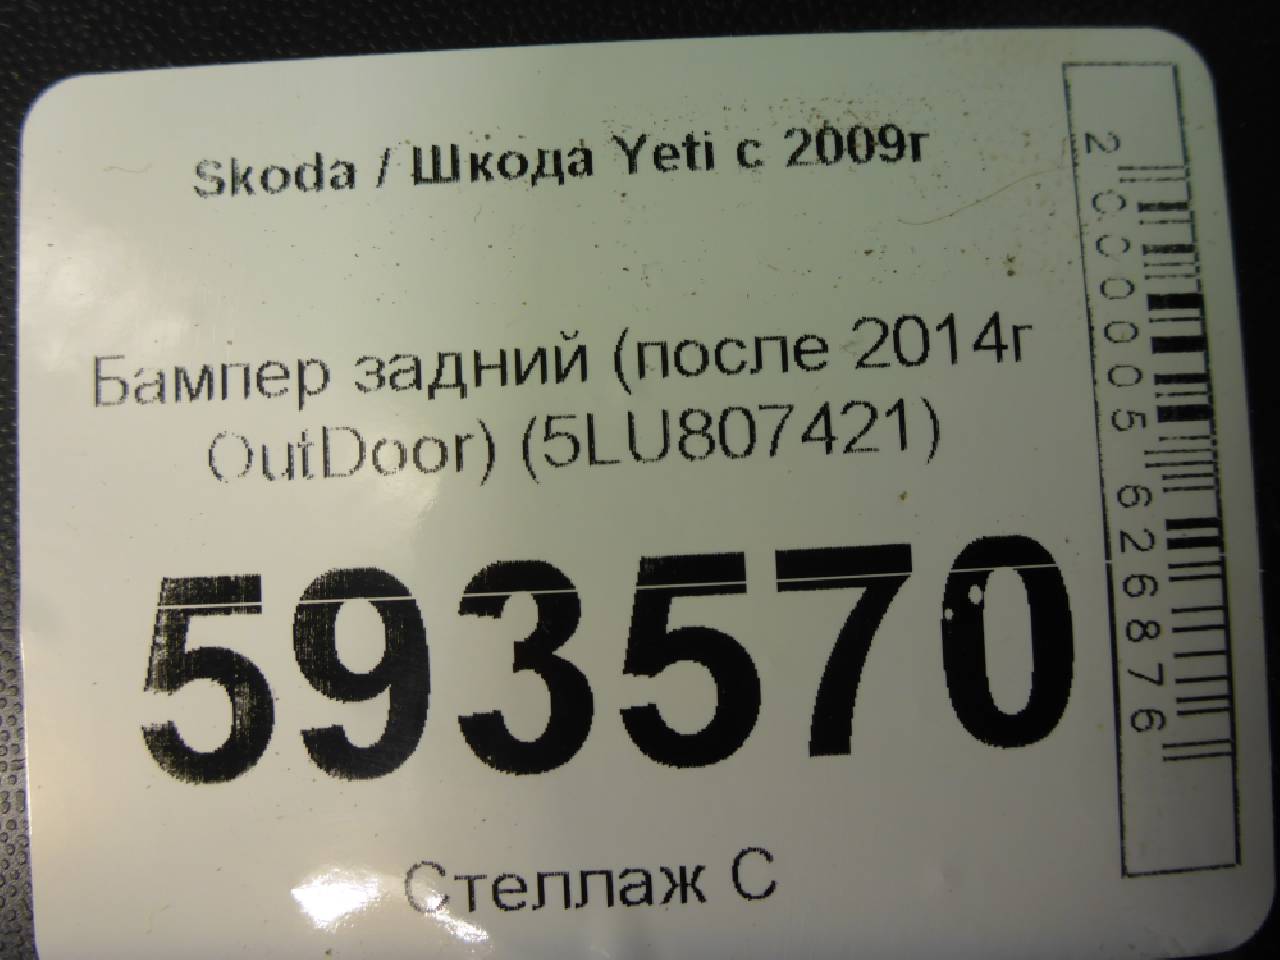 Skoda / Шкода Yeti с 2009г
Бампер задний (после 2014г
OutDoor) (5LU807421)
593570
Стеллаж С
2000005626876